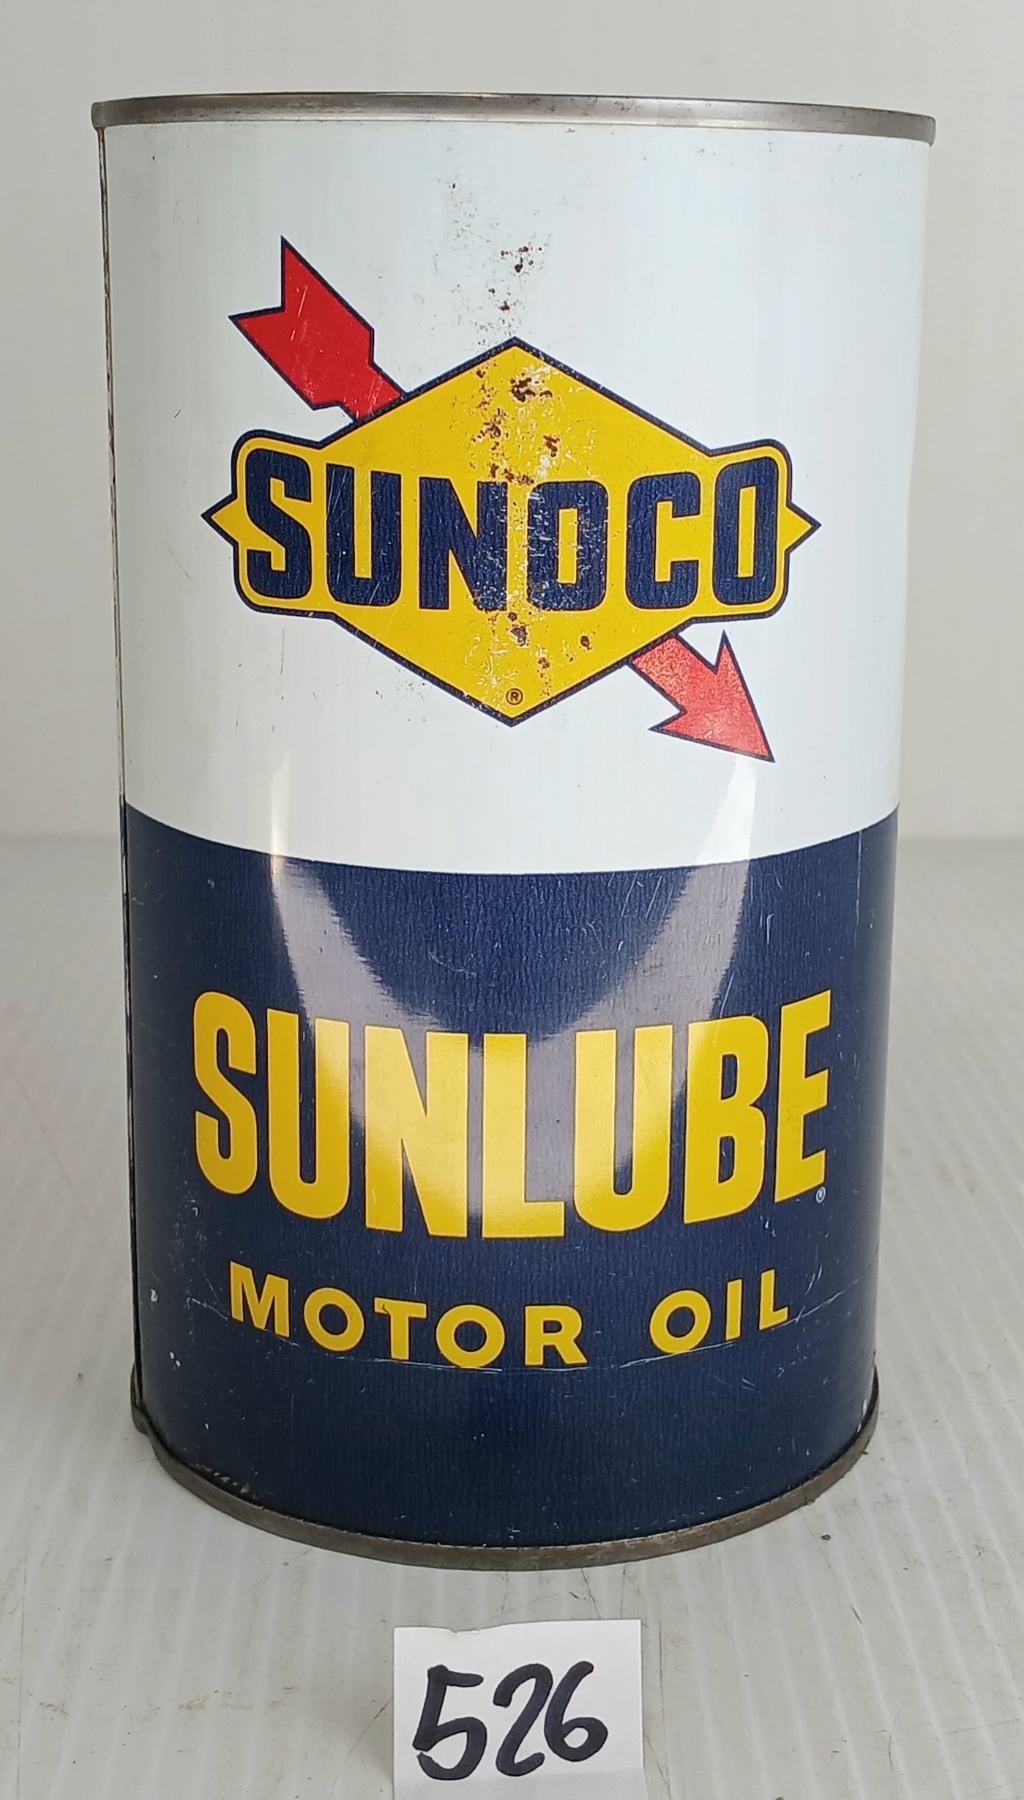 SUNOCO
®
SUNLUBE®
MOTOR OIL
526